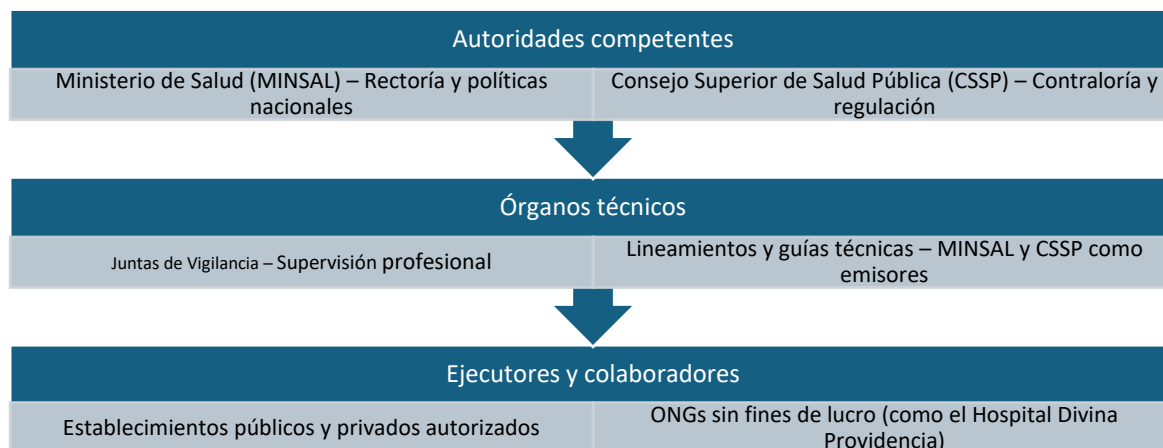 Autoridades competentes
Ministerio de Salud (MINSAL) – Rectoría y políticas
nacionales
Consejo Superior de Salud Pública (CSSP) – Contraloría y
regulación
Órganos técnicos
Juntas de Vigilancia – Supervisión profesional
Lineamientos y guías técnicas – MINSAL y CSSP como
emisores
Ejecutores y colaboradores
Establecimientos públicos y privados autorizados
ONGs sin fines de lucro (como el Hospital Divina
Providencia)